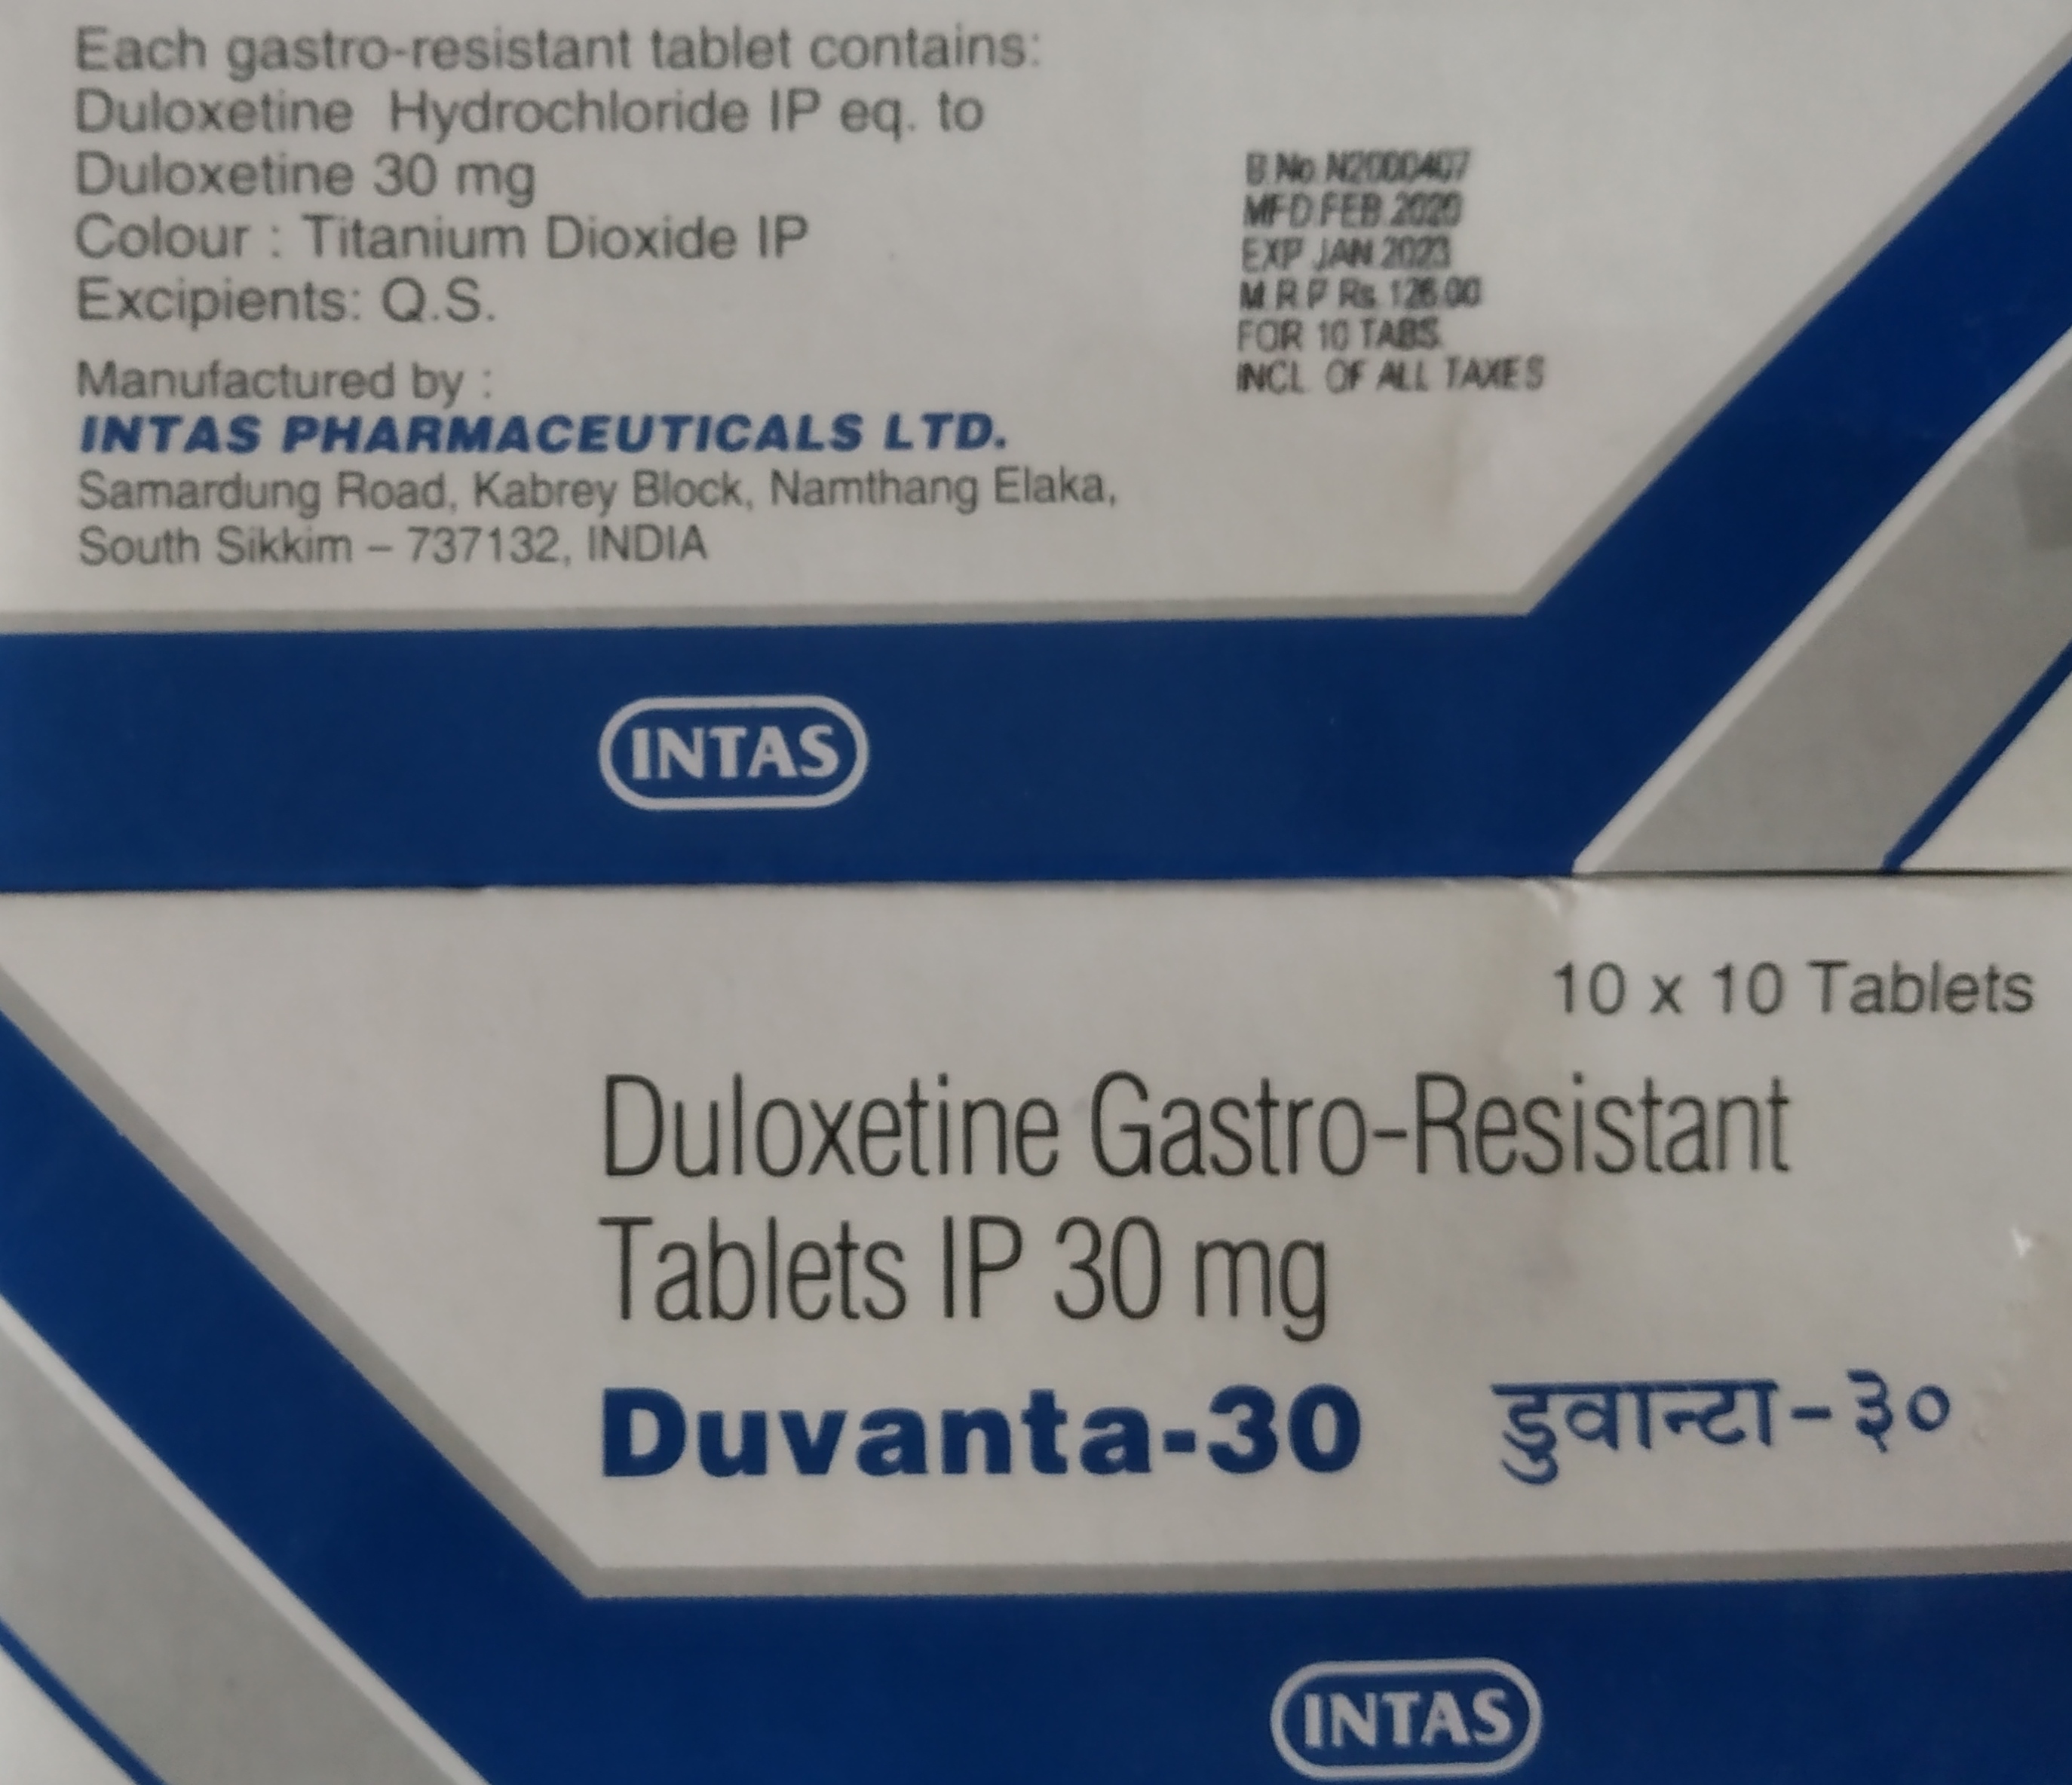 Each gastro-resistant tablet contains:
Duloxetine Hydrochloride IP eq. to
Duloxetine 30 mg
Colour : Titanium Dioxide IP
Excipients: Q.S.
Manufactured by :
INTAS PHARMACEUTICALS LTD.
Samardung Road, Kabrey Block, Namthang Elaka,
South Sikkim – 737132, INDIA
B.No.N2000407
MFD.FEB.2020
EXP JAN.2023
M R P Rs. 126.00
FOR 10 TABS.
INCL. OF ALL TAXES
INTAS
10 x 10 Tablets
Duloxetine Gastro-Resistant
Tablets IP 30 mg
Duvanta-30 डुवान्टा-३०
INTAS